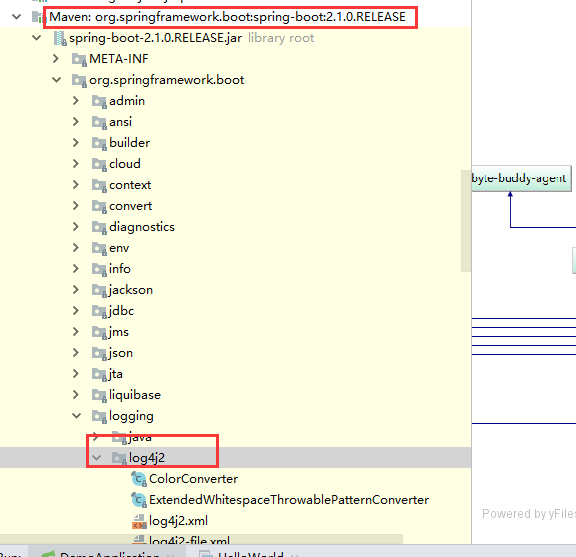 Maven: org.springframework.boot:spring-boot:2.1.0.RELEASE
spring-boot-2.1.0.RELEASE.jar library root
META-INF
org.springframework.boot
admin
ansi
builder
cloud
context
convert
diagnostics
env
info
jackson
jdbc
jms
json
jta
liquibase
logging
java
log4j2
ColorConverter
ExtendedWhitespaceThrowablePatternConverter
log4j2.xml
log4j2-file.xml
byte-buddy-agent
Powered by yFiles
DemoApplication
HelloWorld